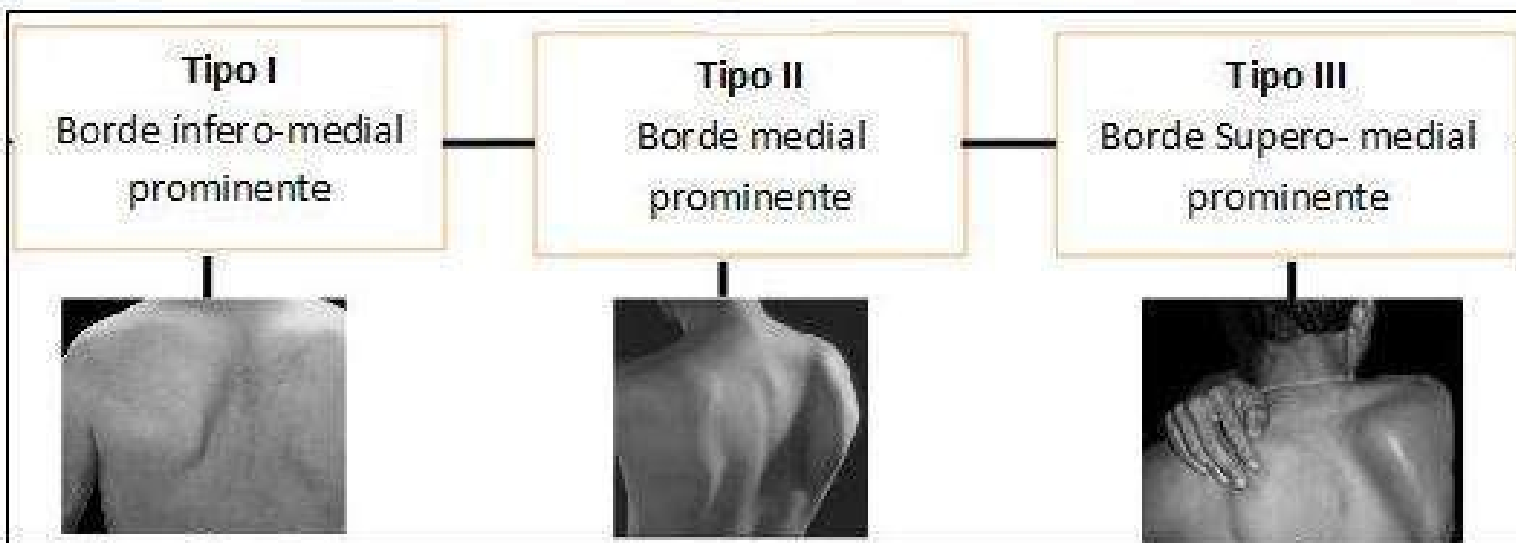 Tipo I
Borde ínfero-medial
prominente
Tipo II
Borde medial
prominente
Tipo III
Borde Supero- medial
prominente